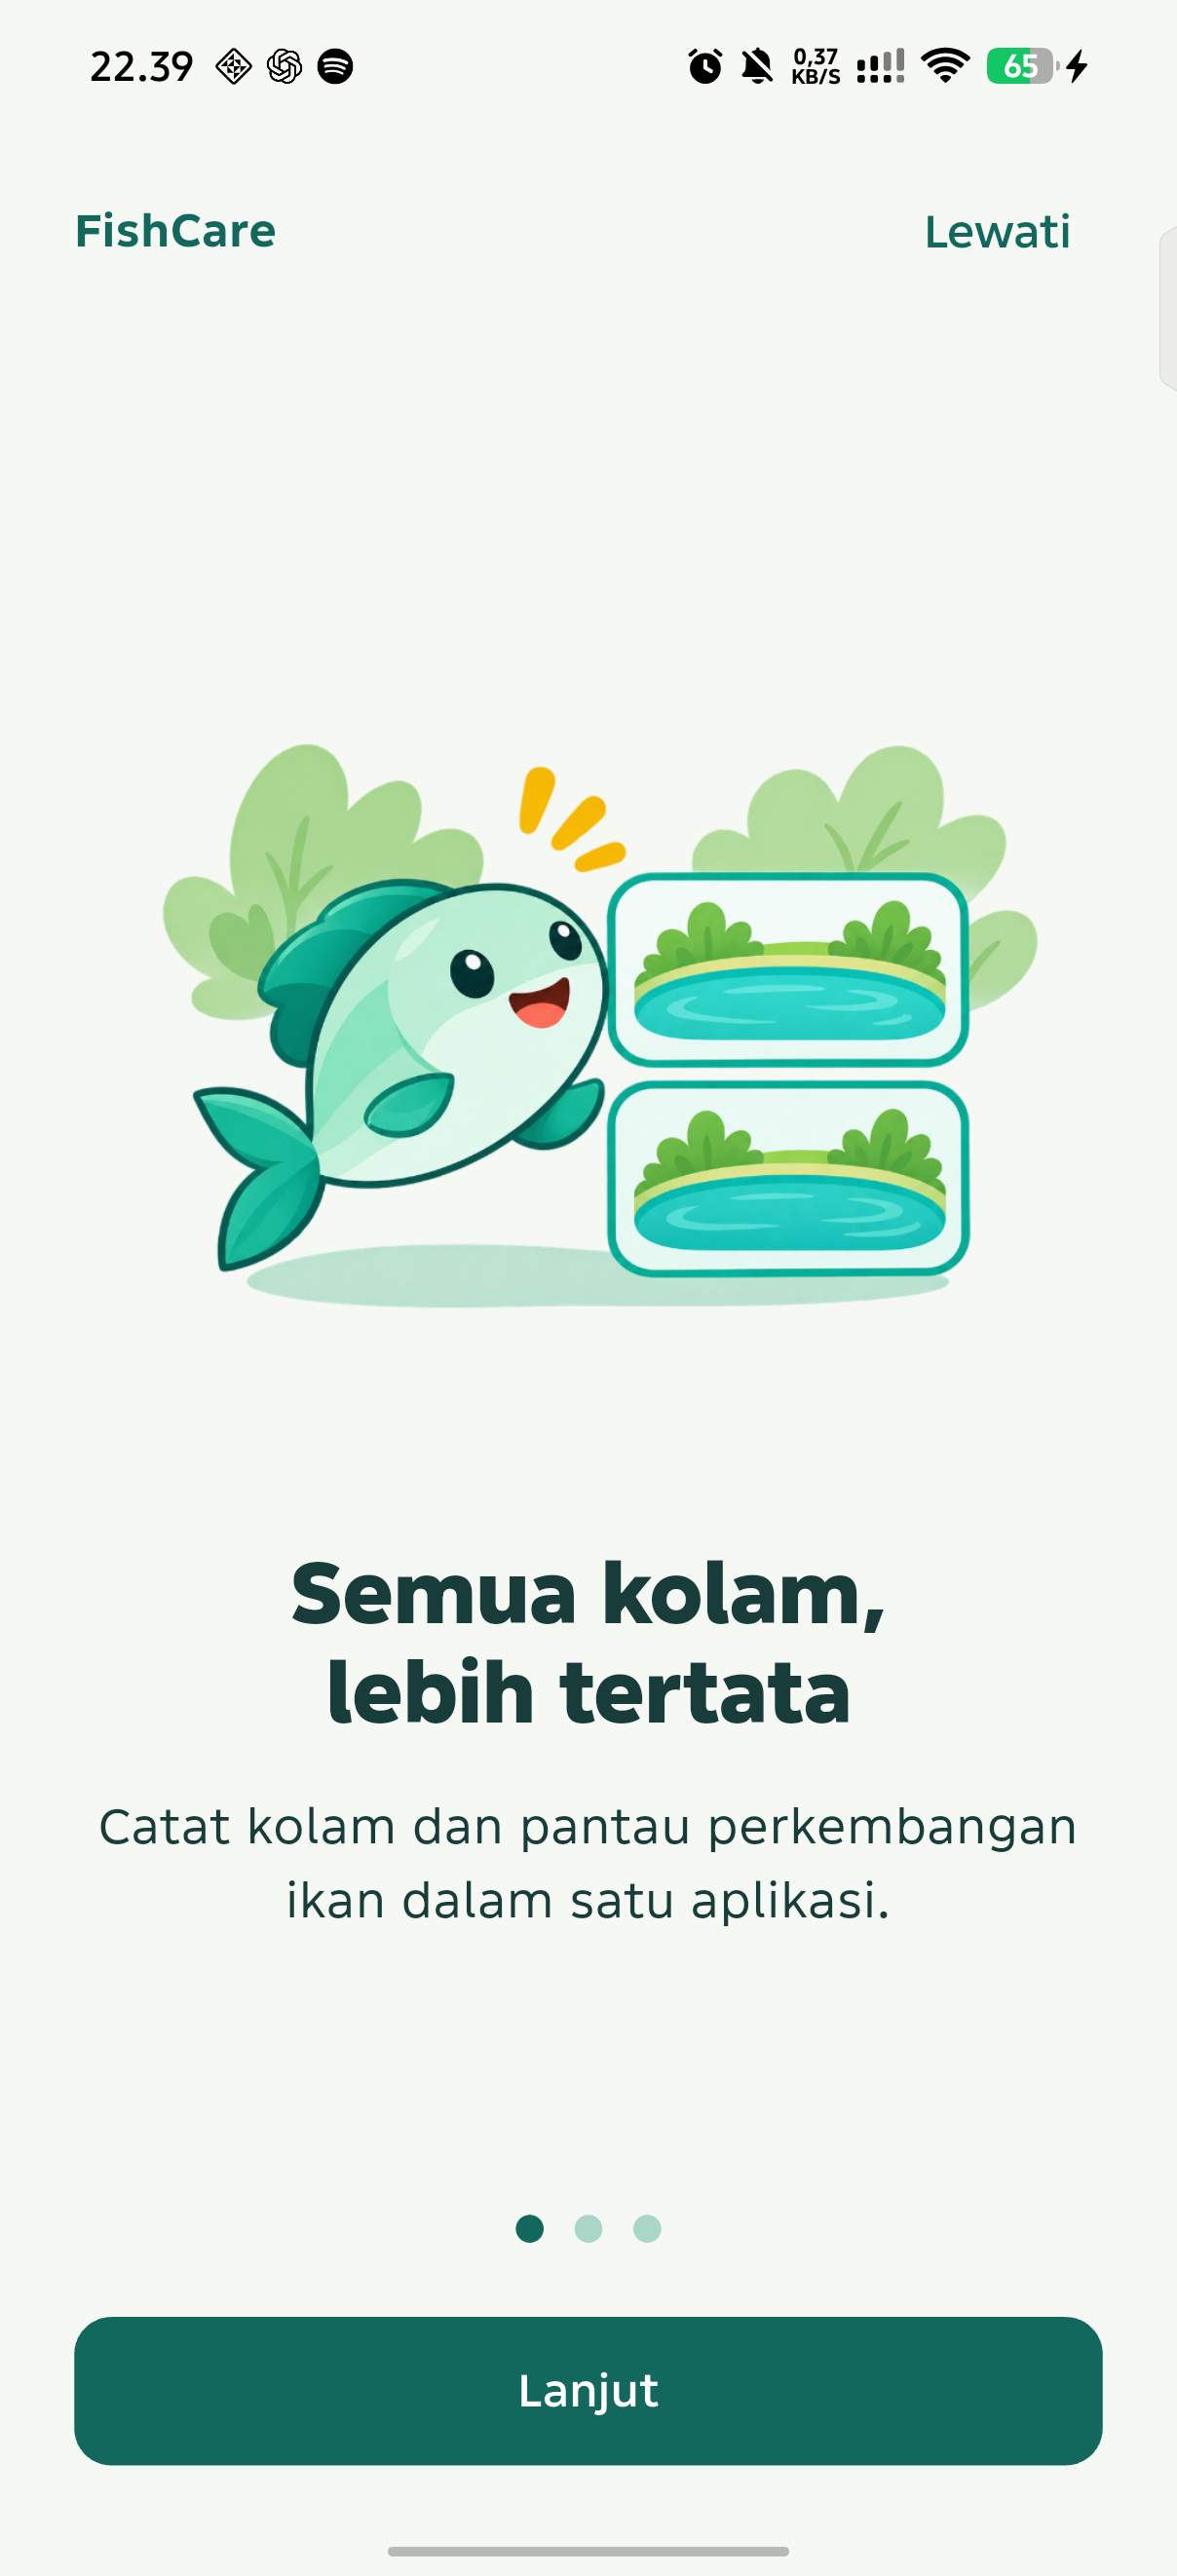 22.39
0,37
KB/S
65
FishCare
Lewati
Semua kolam,
lebih tertata
Catat kolam dan pantau perkembangan
ikan dalam satu aplikasi.
Lanjut